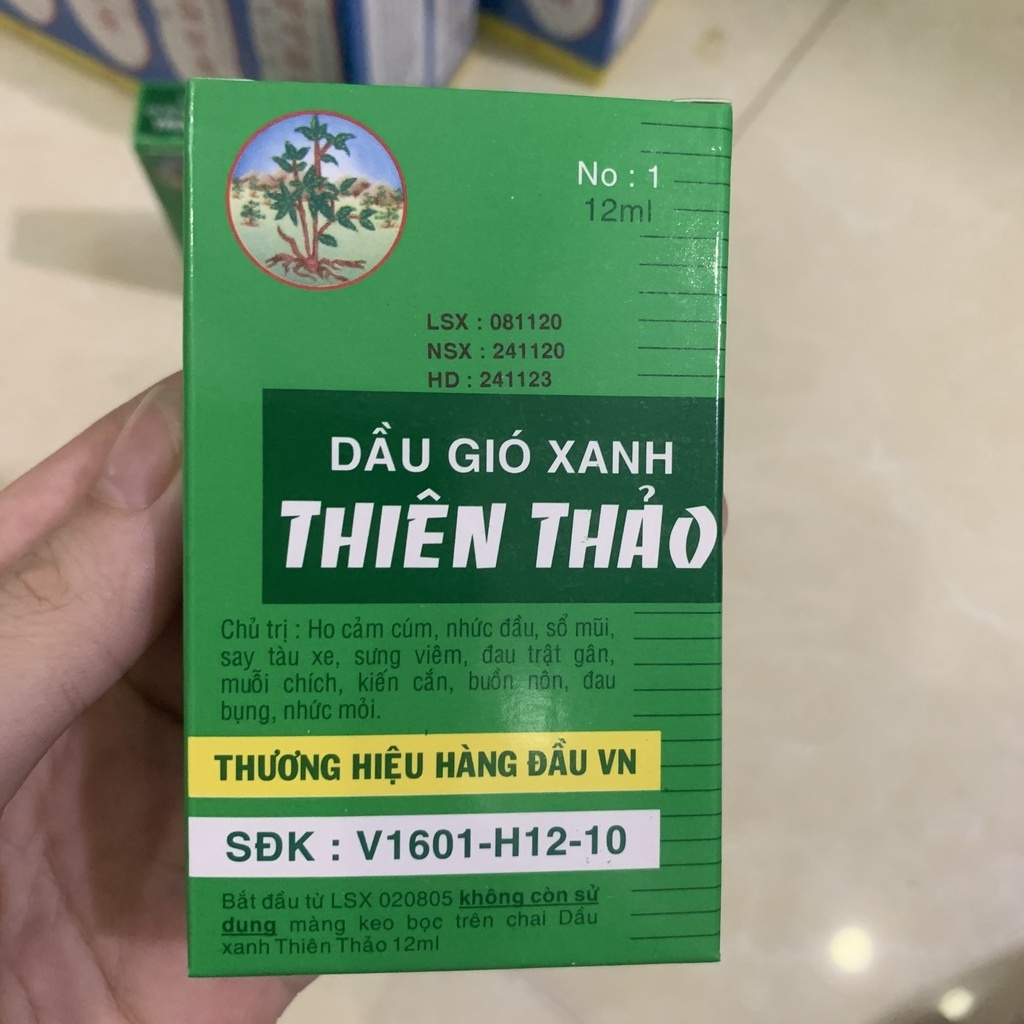 No : 1
12ml
LSX : 081120
NSX : 241120
HD : 241123
DẦU GIÓ XANH
THIÊN THẢO
Chủ trị : Ho cảm cúm, nhức đầu, sổ mũi,
say tàu xe, sưng viêm, đau trật gân,
muỗi chích, kiến cắn, buồn nôn, đau
bụng, nhức mỏi.
THƯƠNG HIỆU HÀNG ĐẦU VN
SĐK : V1601-H12-10
Bắt đầu từ LSX 020805 không còn sử
dụng màng keo bọc trên chai Dầu
xanh Thiên Thảo 12ml